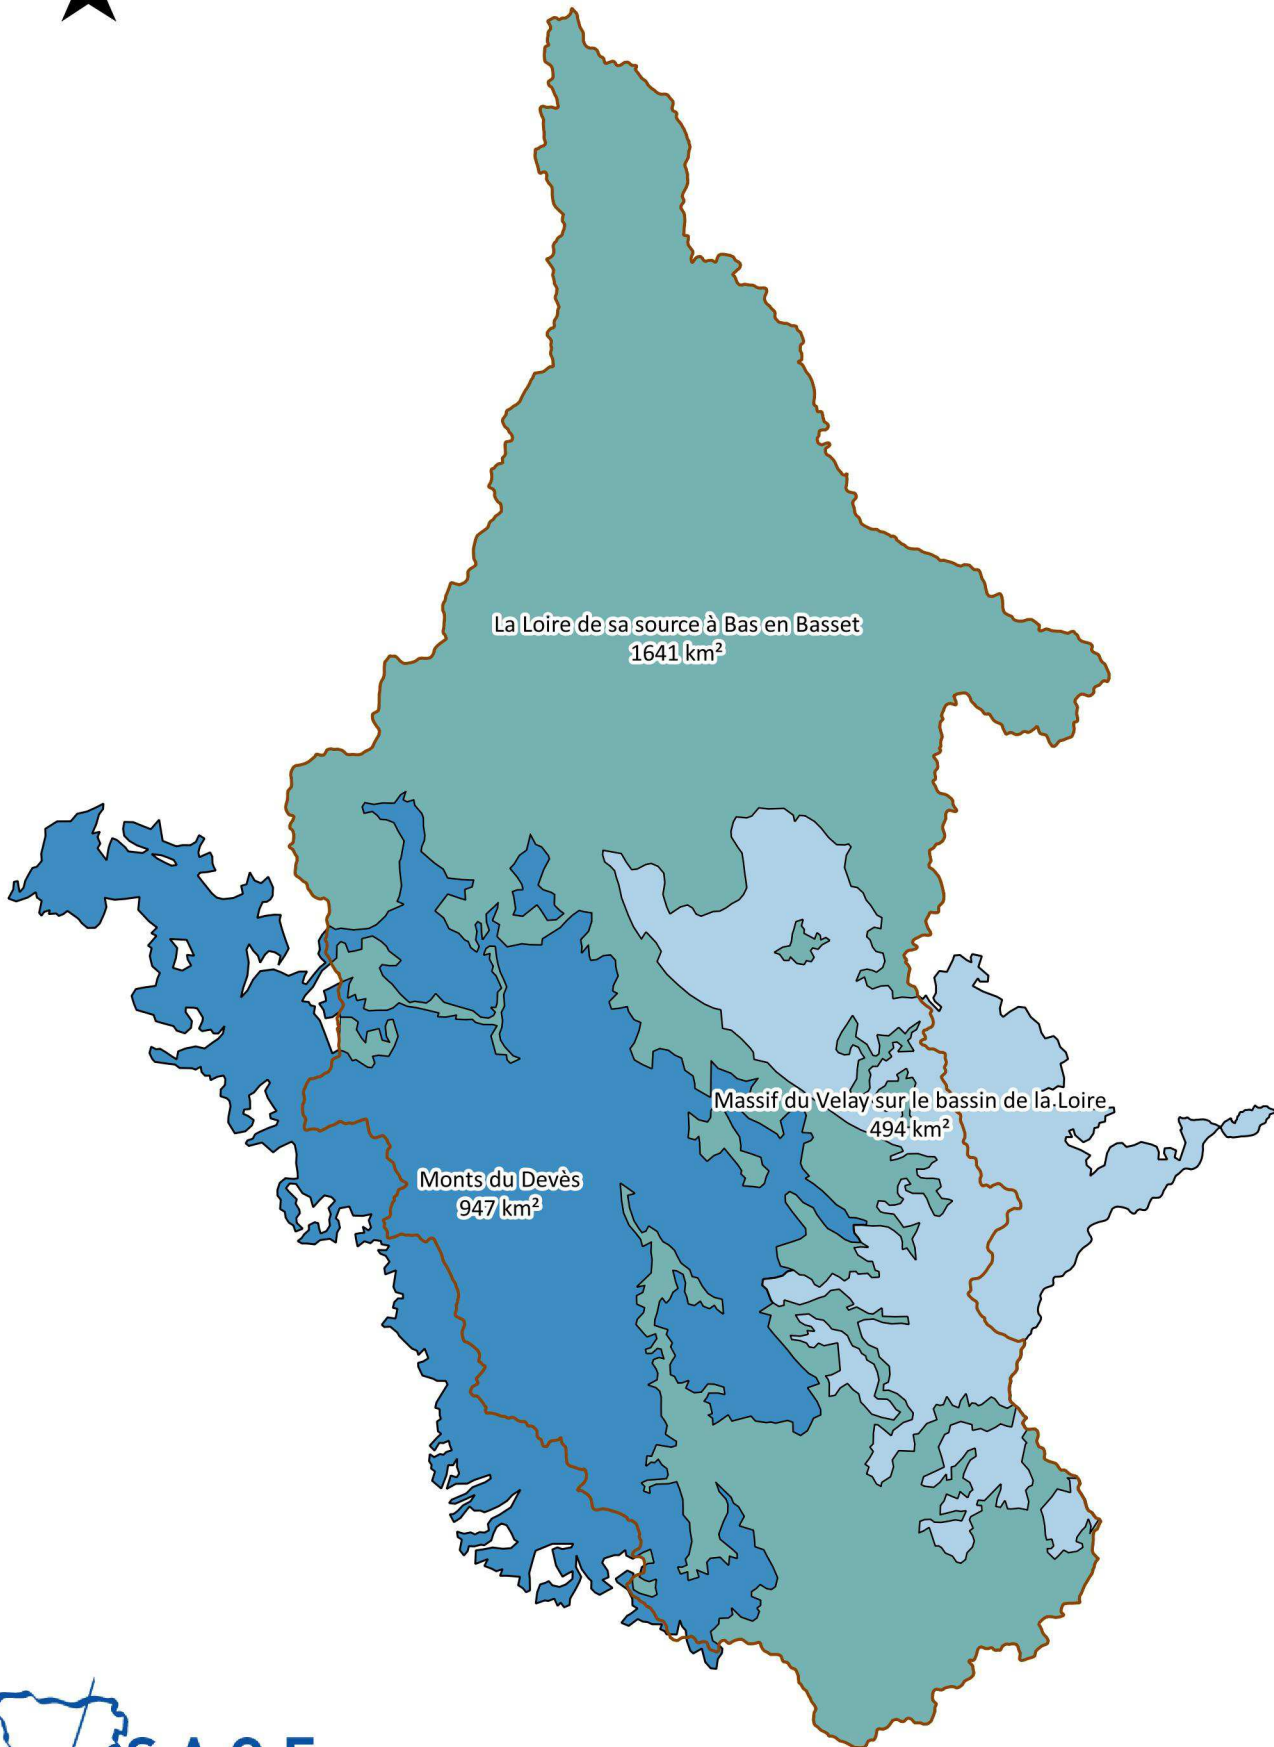 La Loire de sa source à Bas en Basset
1641 km²
Massif du Velay sur le bassin de la Loire
494 km²
Monts du Devès
947 km²
SAGE